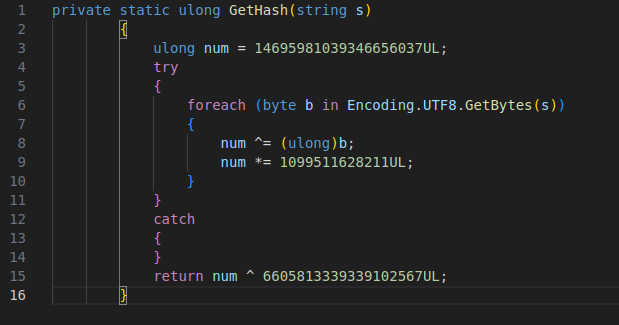 1 private static ulong GetHash(string s)
2 {
3 ulong num = 14695981039346656037UL;
4 try
5 {
6 foreach (byte b in Encoding.UTF8.GetBytes(s))
7 {
8 num ^= (ulong)b;
9 num *= 1099511628211UL;
10 }
11 }
12 catch
13 {
14 }
15 return num ^ 6605813339339102567UL;
16 }